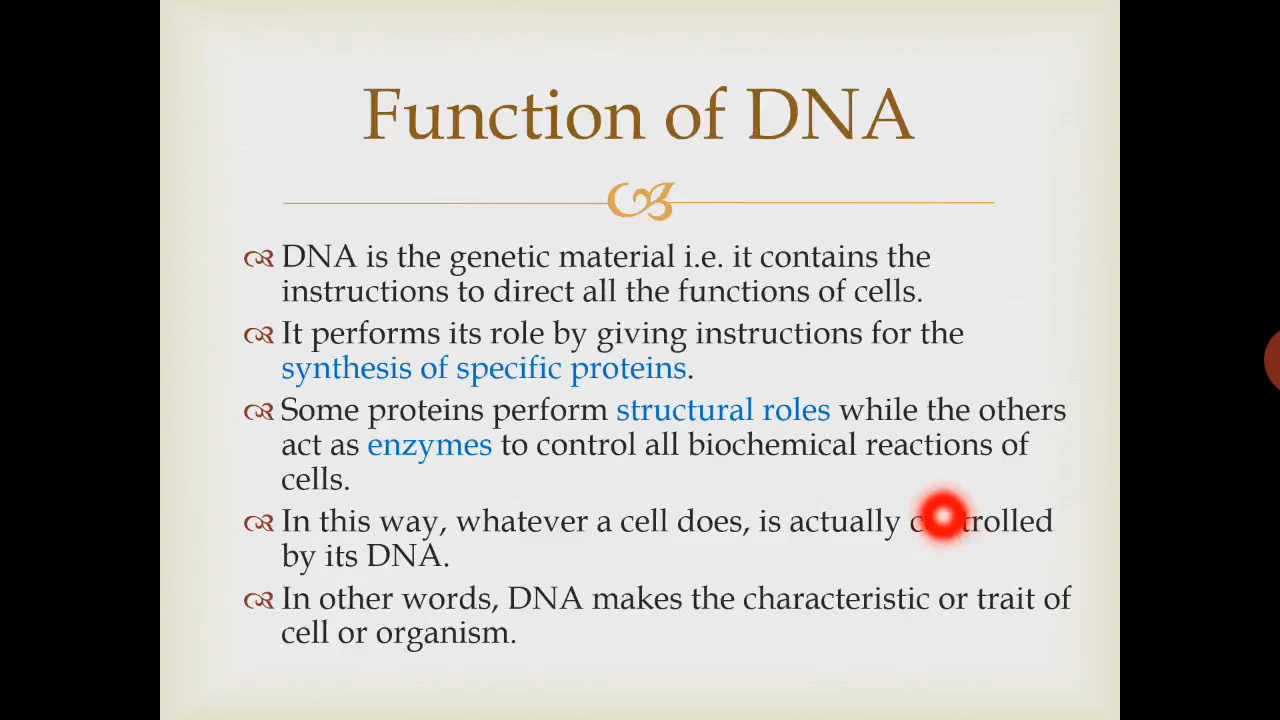 Function of DNA
DNA is the genetic material i.e. it contains the
instructions to direct all the functions of cells.
It performs its role by giving instructions for the
synthesis of specific proteins.
Some proteins perform structural roles while the others
act as enzymes to control all biochemical reactions of
cells.
In this way, whatever a cell does, is actually controlled
by its DNA.
In other words, DNA makes the characteristic or trait of
cell or organism.